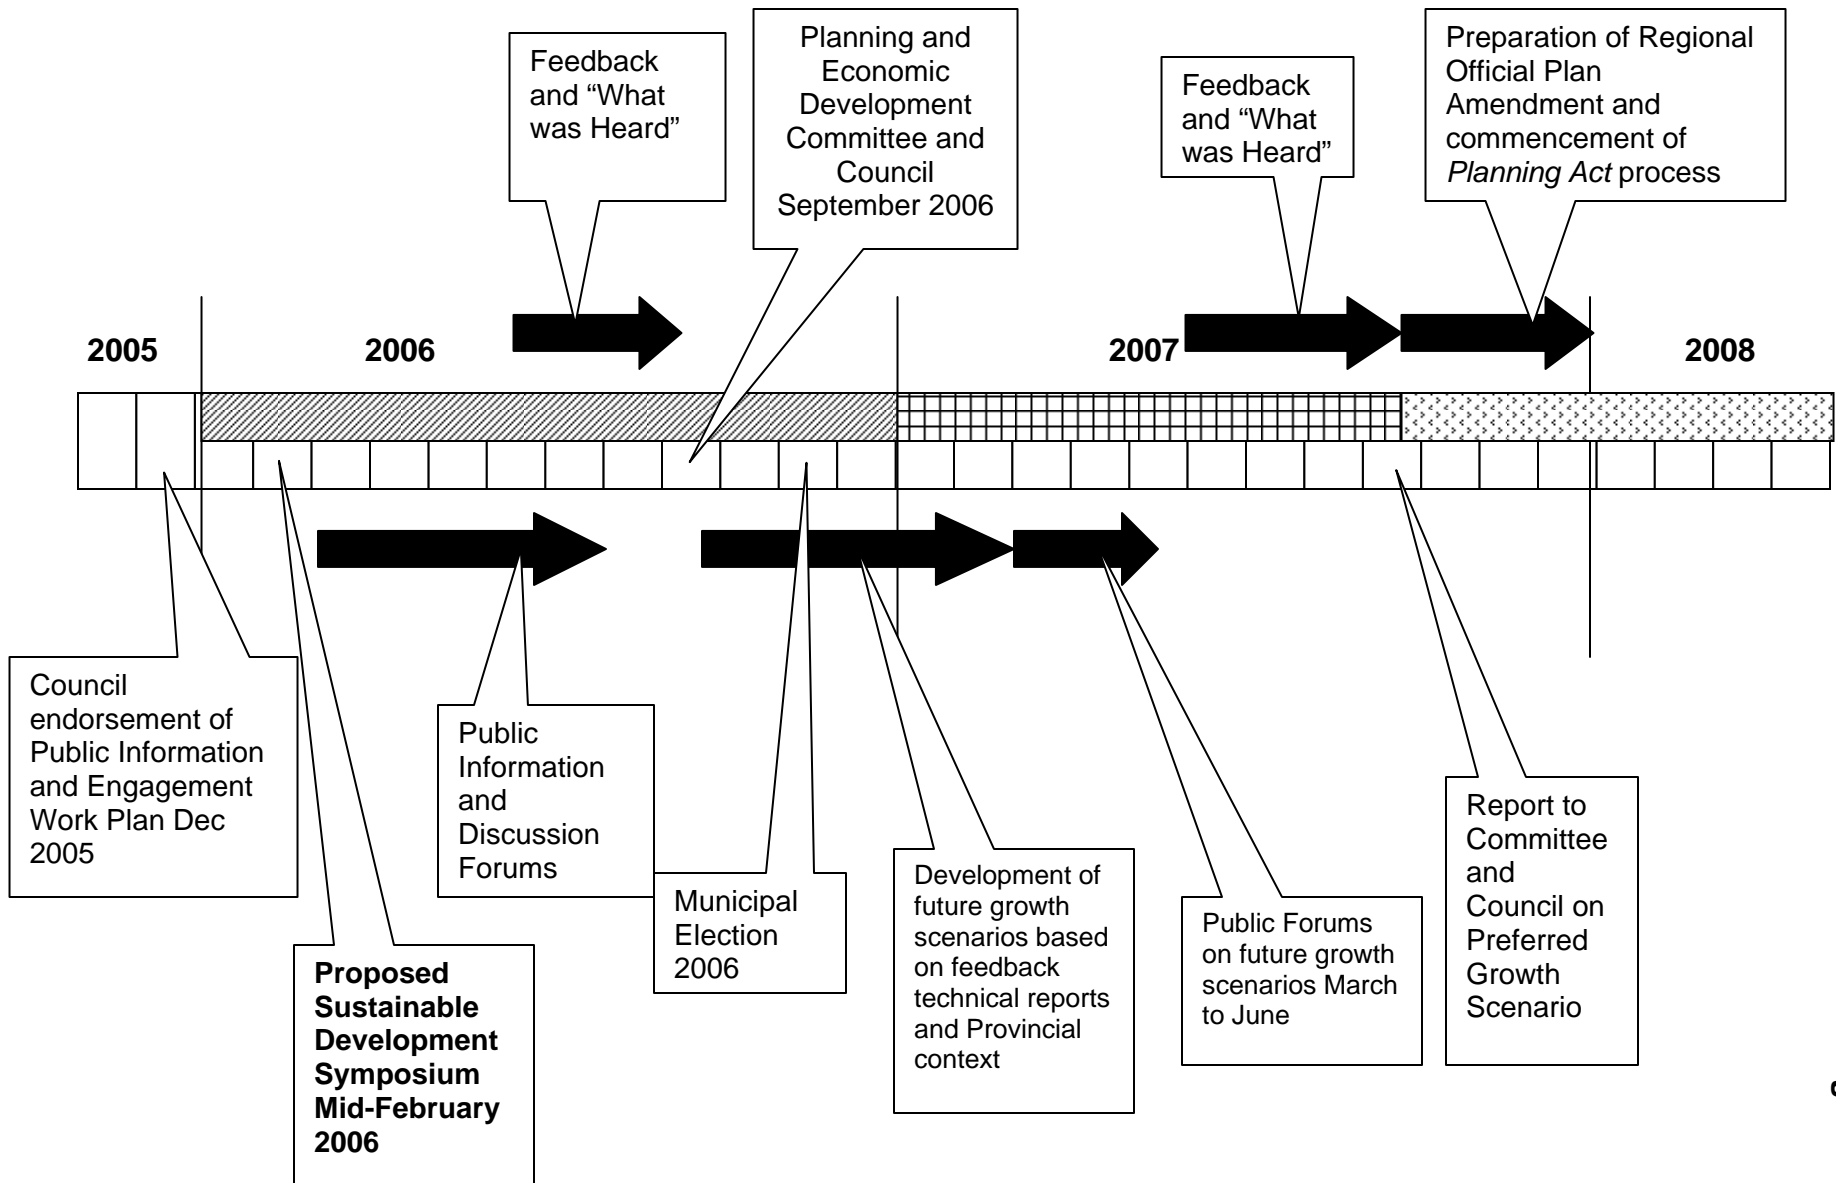 Feedback
and “What
was Heard”
Planning and
Economic
Development
Committee and
Council
September 2006
Feedback
and “What
was Heard”
Preparation of Regional
Official Plan
Amendment and
commencement of
Planning Act process
2005
2006
2007
2008
Council
endorsement of
Public Information
and Engagement
Work Plan Dec
2005
Proposed
Sustainable
Development
Symposium
Mid-February
2006
Public
Information
and
Discussion
Forums
Municipal
Election
2006
Development of
future growth
scenarios based
on feedback
technical reports
and Provincial
context
Public Forums
on future growth
scenarios March
to June
Report to
Committee
and
Council on
Preferred
Growth
Scenario